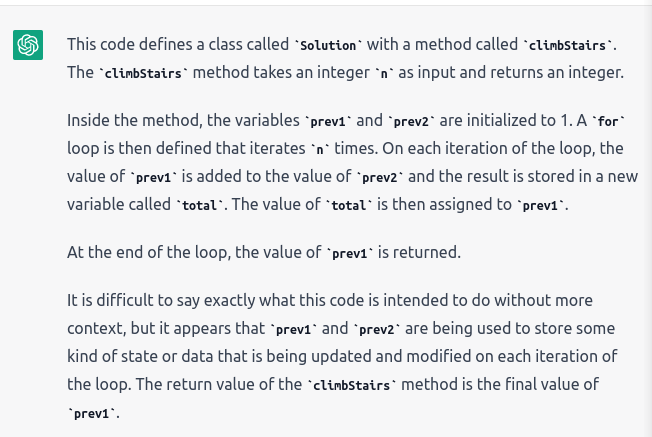 This code defines a class called `Solution` with a method called `climbStairs`.
The `climbStairs` method takes an integer `n` as input and returns an integer.
Inside the method, the variables `prev1` and `prev2` are initialized to 1. A `for`
loop is then defined that iterates `n` times. On each iteration of the loop, the
value of `prev1` is added to the value of `prev2` and the result is stored in a new
variable called `total`. The value of `total` is then assigned to `prev1`.
At the end of the loop, the value of `prev1` is returned.
It is difficult to say exactly what this code is intended to do without more
context, but it appears that `prev1` and `prev2` are being used to store some
kind of state or data that is being updated and modified on each iteration of
the loop. The return value of the `climbStairs` method is the final value of
`prev1`.